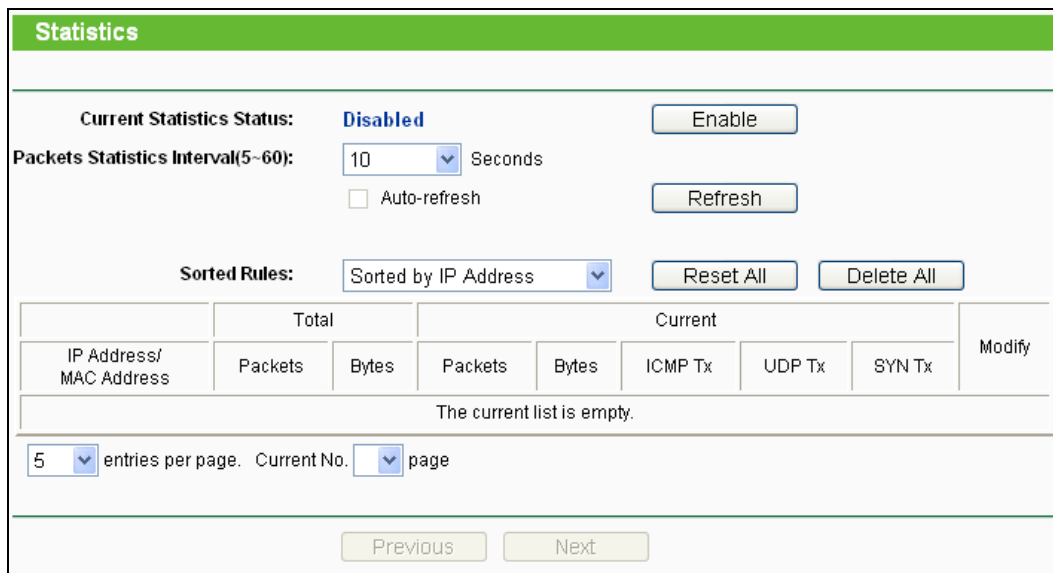 Statistics
Current Statistics Status: Disabled Enable
Packets Statistics Interval(5~60): 10 Seconds
Auto-refresh Refresh
Sorted Rules: Sorted by IP Address Reset All Delete All
Total Current Modify
IP Address/
MAC Address Packets Bytes Packets Bytes ICMP Tx UDP Tx SYN Tx
The current list is empty.
5 entries per page. Current No. page
Previous Next